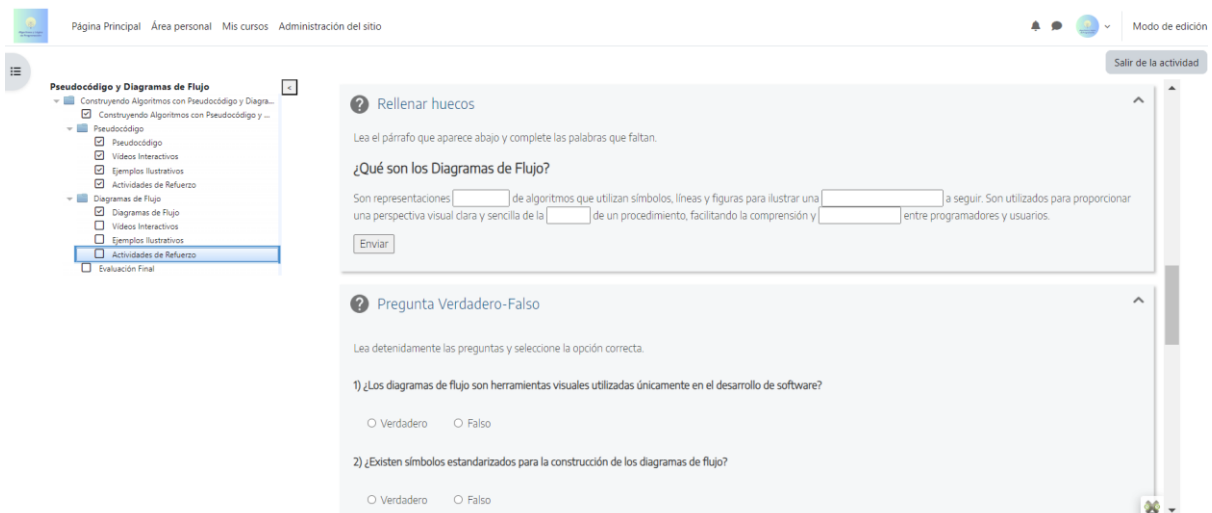 Página Principal Área personal Mis cursos Administración del sitio
Modo de edición
Salir de la actividad
Pseudocódigo y Diagramas de Flujo
<
Construyendo Algoritmos con Pseudocódigo y Diagra...
Construyendo Algoritmos con Pseudocódigo y ...
Pseudocódigo
Pseudocódigo
Vídeos Interactivos
Ejemplos Ilustrativos
Actividades de Refuerzo
Diagramas de Flujo
Diagramas de Flujo
Vídeos Interactivos
Ejemplos Ilustrativos
Actividades de Refuerzo
Evaluación Final
Rellenar huecos
Lea el párrafo que aparece abajo y complete las palabras que faltan.
¿Qué son los Diagramas de Flujo?
Son representaciones de algoritmos que utilizan símbolos, líneas y figuras para ilustrar una a seguir. Son utilizados para proporcionar
una perspectiva visual clara y sencilla de la de un procedimiento, facilitando la comprensión y entre programadores y usuarios.
Enviar
Pregunta Verdadero-Falso
Lea detenidamente las preguntas y seleccione la opción correcta.
1) ¿Los diagramas de flujo son herramientas visuales utilizadas únicamente en el desarrollo de software?
Verdadero Falso
2) ¿Existen símbolos estandarizados para la construcción de los diagramas de flujo?
Verdadero Falso